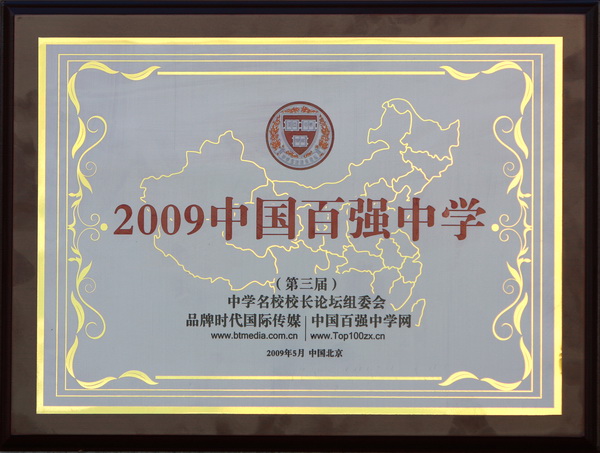 2009中国百强中学
（第三届）
中学名校校长论坛组委会
品牌时代国际传媒 | 中国百强中学网
www.btmedia.com.cn | www.Top100zx.cn
2009年5月 中国北京